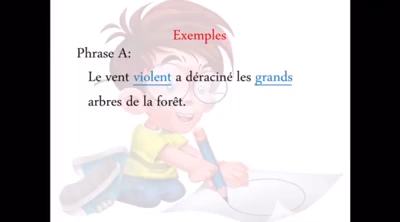 Exemples
Phrase A:
Le vent violent a déraciné les grands
arbres de la forêt.